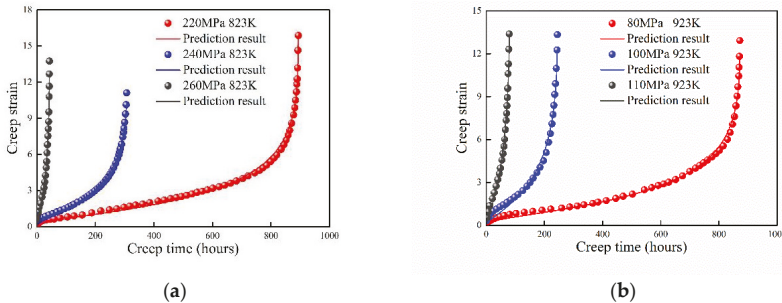 (a)
18
15
12
9
6
3
0
Creep strain
220MPa 823K
Prediction result
240MPa 823K
Prediction result
260MPa 823K
Prediction result
0 200 400 600 800 1000
Creep time (hours)
(a)
(b)
15
12
9
6
3
0
Creep strain
80MPa 923K
Prediction result
100MPa 923K
Prediction result
110MPa 923K
Prediction result
0 200 400 600 800 100
Creep time (hours)
(b)